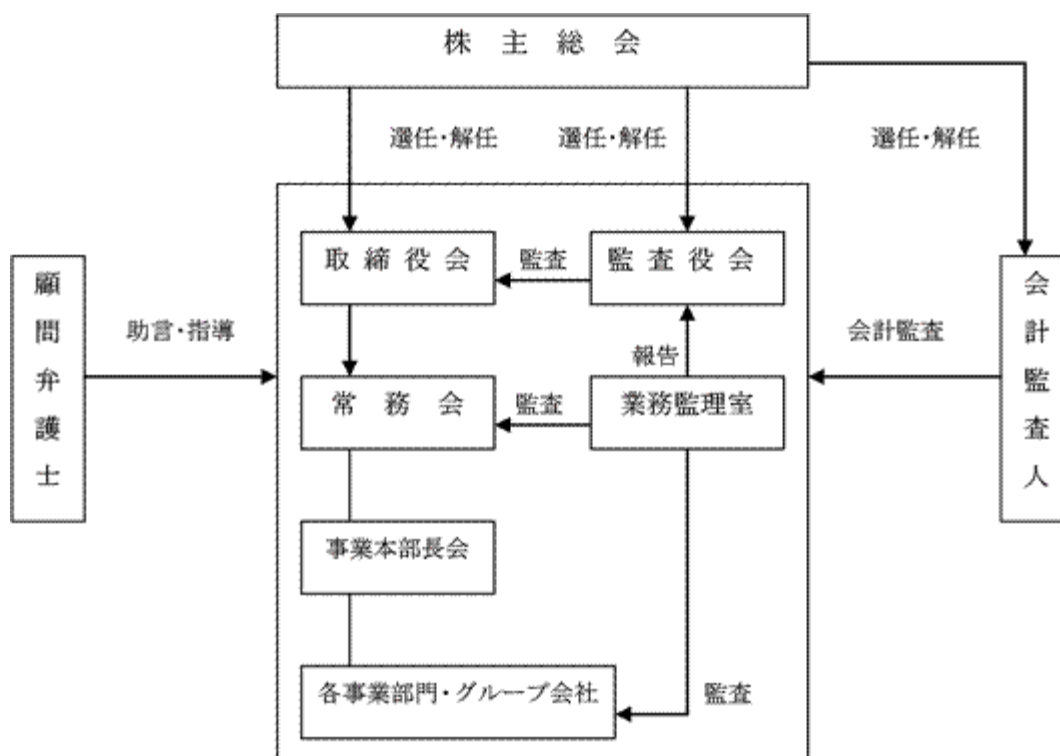 株主総会
選任・解任
選任・解任
選任・解任
取締役会
監査
監査役会
顧問弁護士
助言・指導
会計監査
会計監査人
報告
常務会
監査
業務監理室
事業本部長会
各事業部門・グループ会社
監査